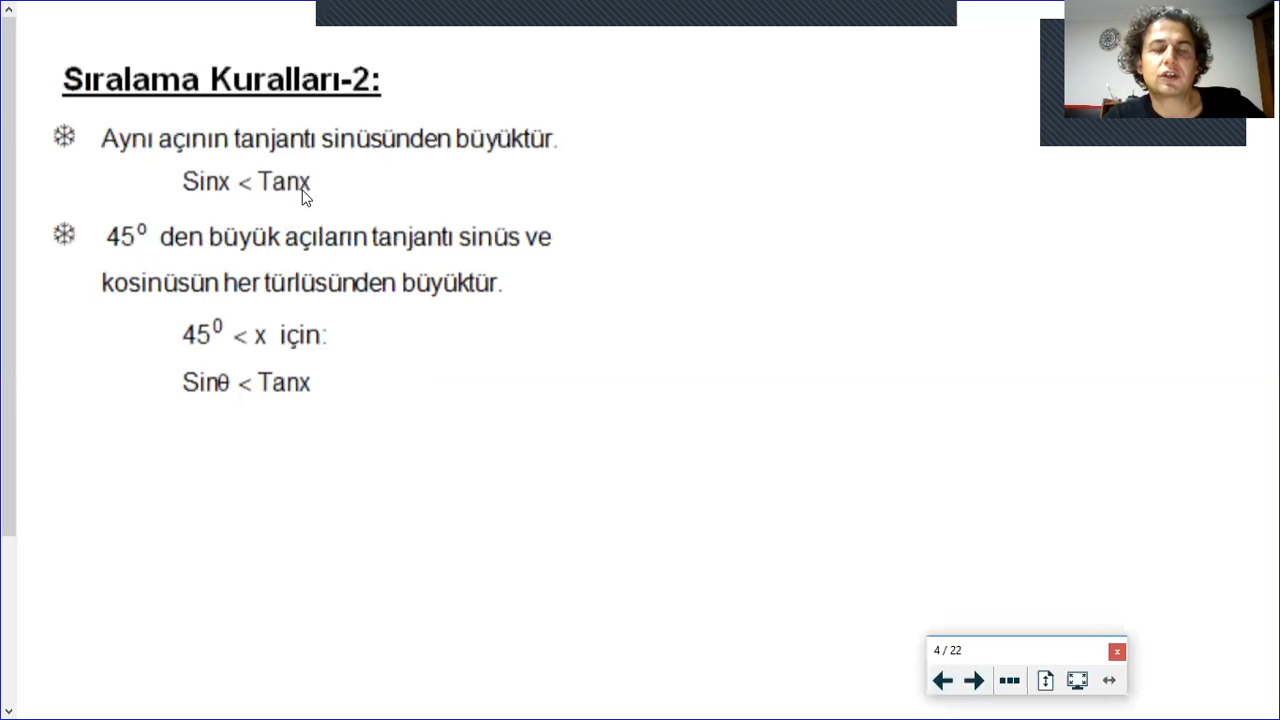 Sıralama Kuralları-2:
Aynı açının tanjantı sinüsünden büyüktür.
Sinx < Tanx
45⁰ den büyük açıların tanjantı sinüs ve
kosinüsün her türlüsünden büyüktür.
45⁰ < x için:
Sinθ < Tanx
4 / 22